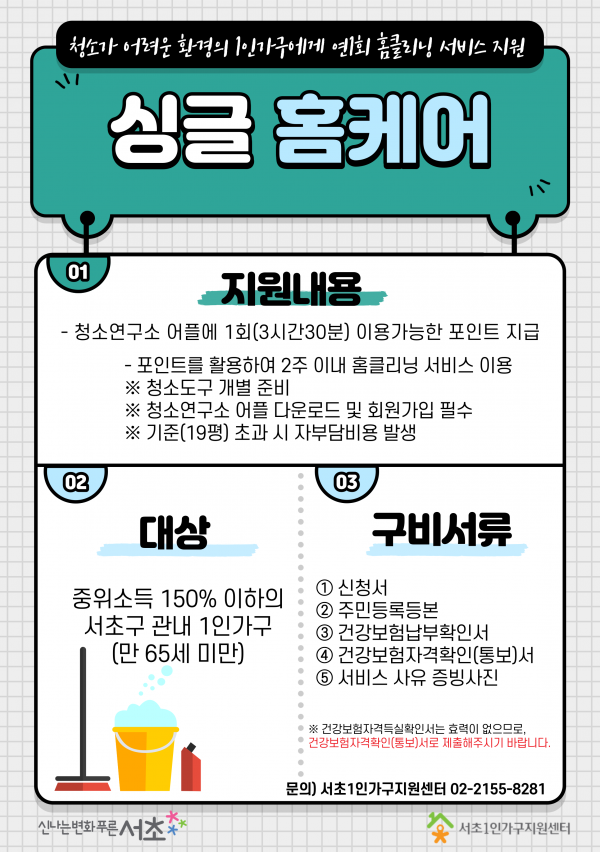 청소가 어려운 환경의 1인가구에게 연1회 홈클리닝 서비스 지원
싱글 홈케어
01
지원내용
- 청소연구소 어플에 1회(3시간30분) 이용가능한 포인트 지급
- 포인트를 활용하여 2주 이내 홈클리닝 서비스 이용
※ 청소도구 개별 준비
※ 청소연구소 어플 다운로드 및 회원가입 필수
※ 기준(19평) 초과 시 자부담비용 발생
02
대상
중위소득 150% 이하의
서초구 관내 1인가구
(만 65세 미만)
03
구비서류
① 신청서
② 주민등록등본
③ 건강보험납부확인서
④ 건강보험자격확인(통보)서
⑤ 서비스 사유 증빙사진
※ 건강보험자격득실확인서는 효력이 없으므로,
건강보험자격확인(통보)서로 제출해주시기 바랍니다.
문의) 서초1인가구지원센터 02-2155-8281
신나는변화 푸른 서초
서초1인가구지원센터